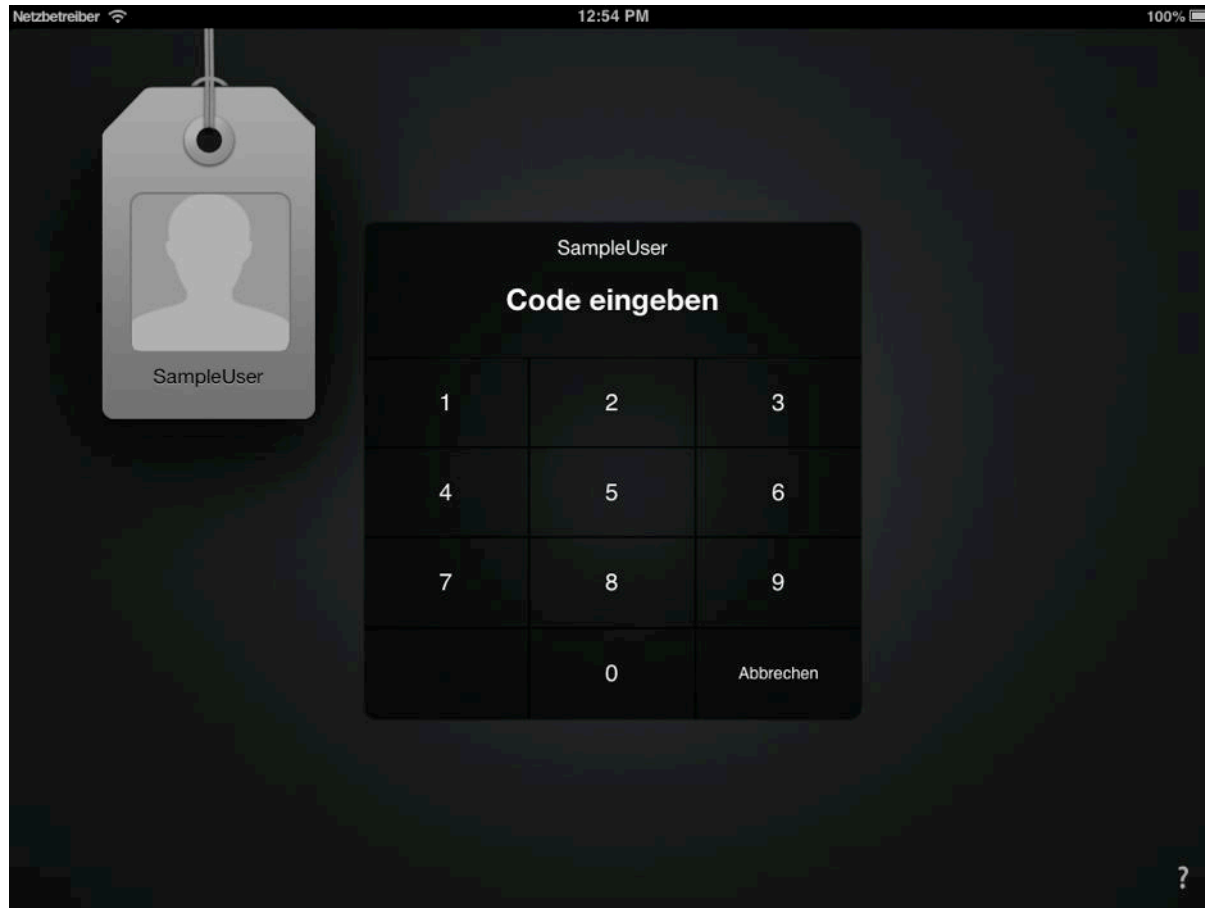 Netzbetreiber 12:54 PM 100%
SampleUser
SampleUser
Code eingeben
1 2 3
4 5 6
7 8 9
0 Abbrechen
?